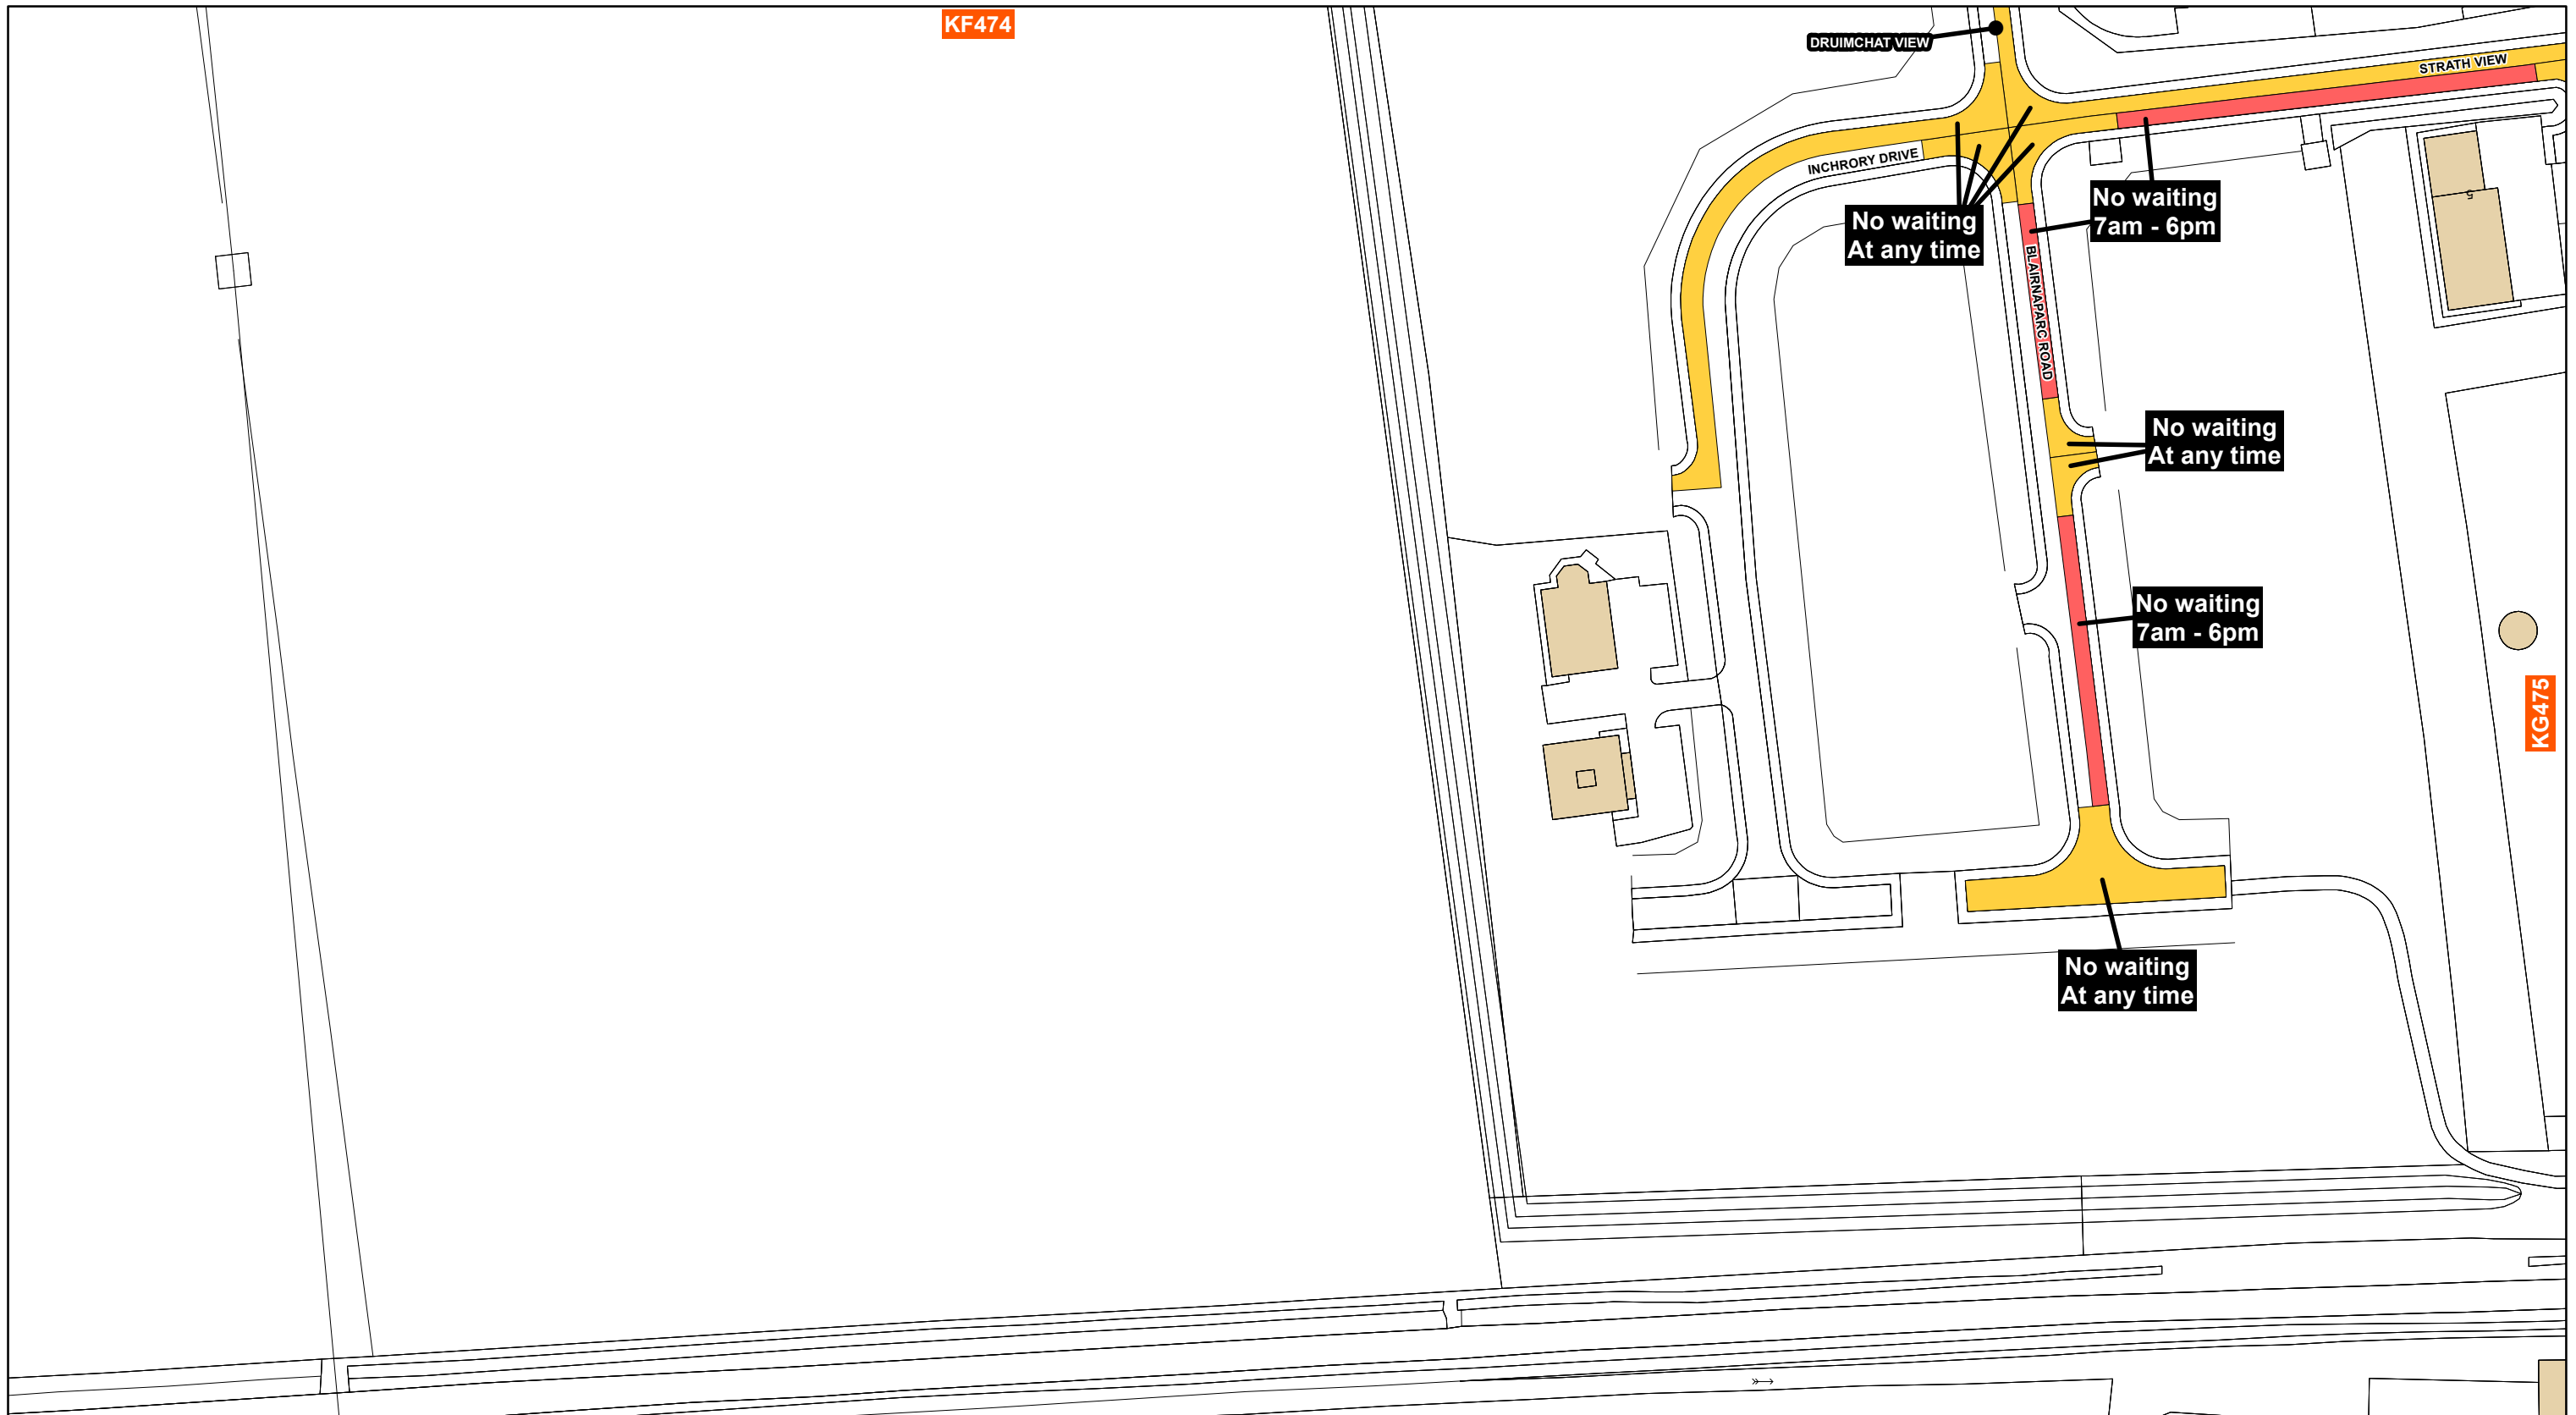 KF474
DRUIMCHAT VIEW
STRATH VIEW
INCHRORY DRIVE
No waiting
At any time
No waiting
7am - 6pm
5
BLAIRNAPARC ROAD
No waiting
At any time
No waiting
7am - 6pm
KG475
No waiting
At any time